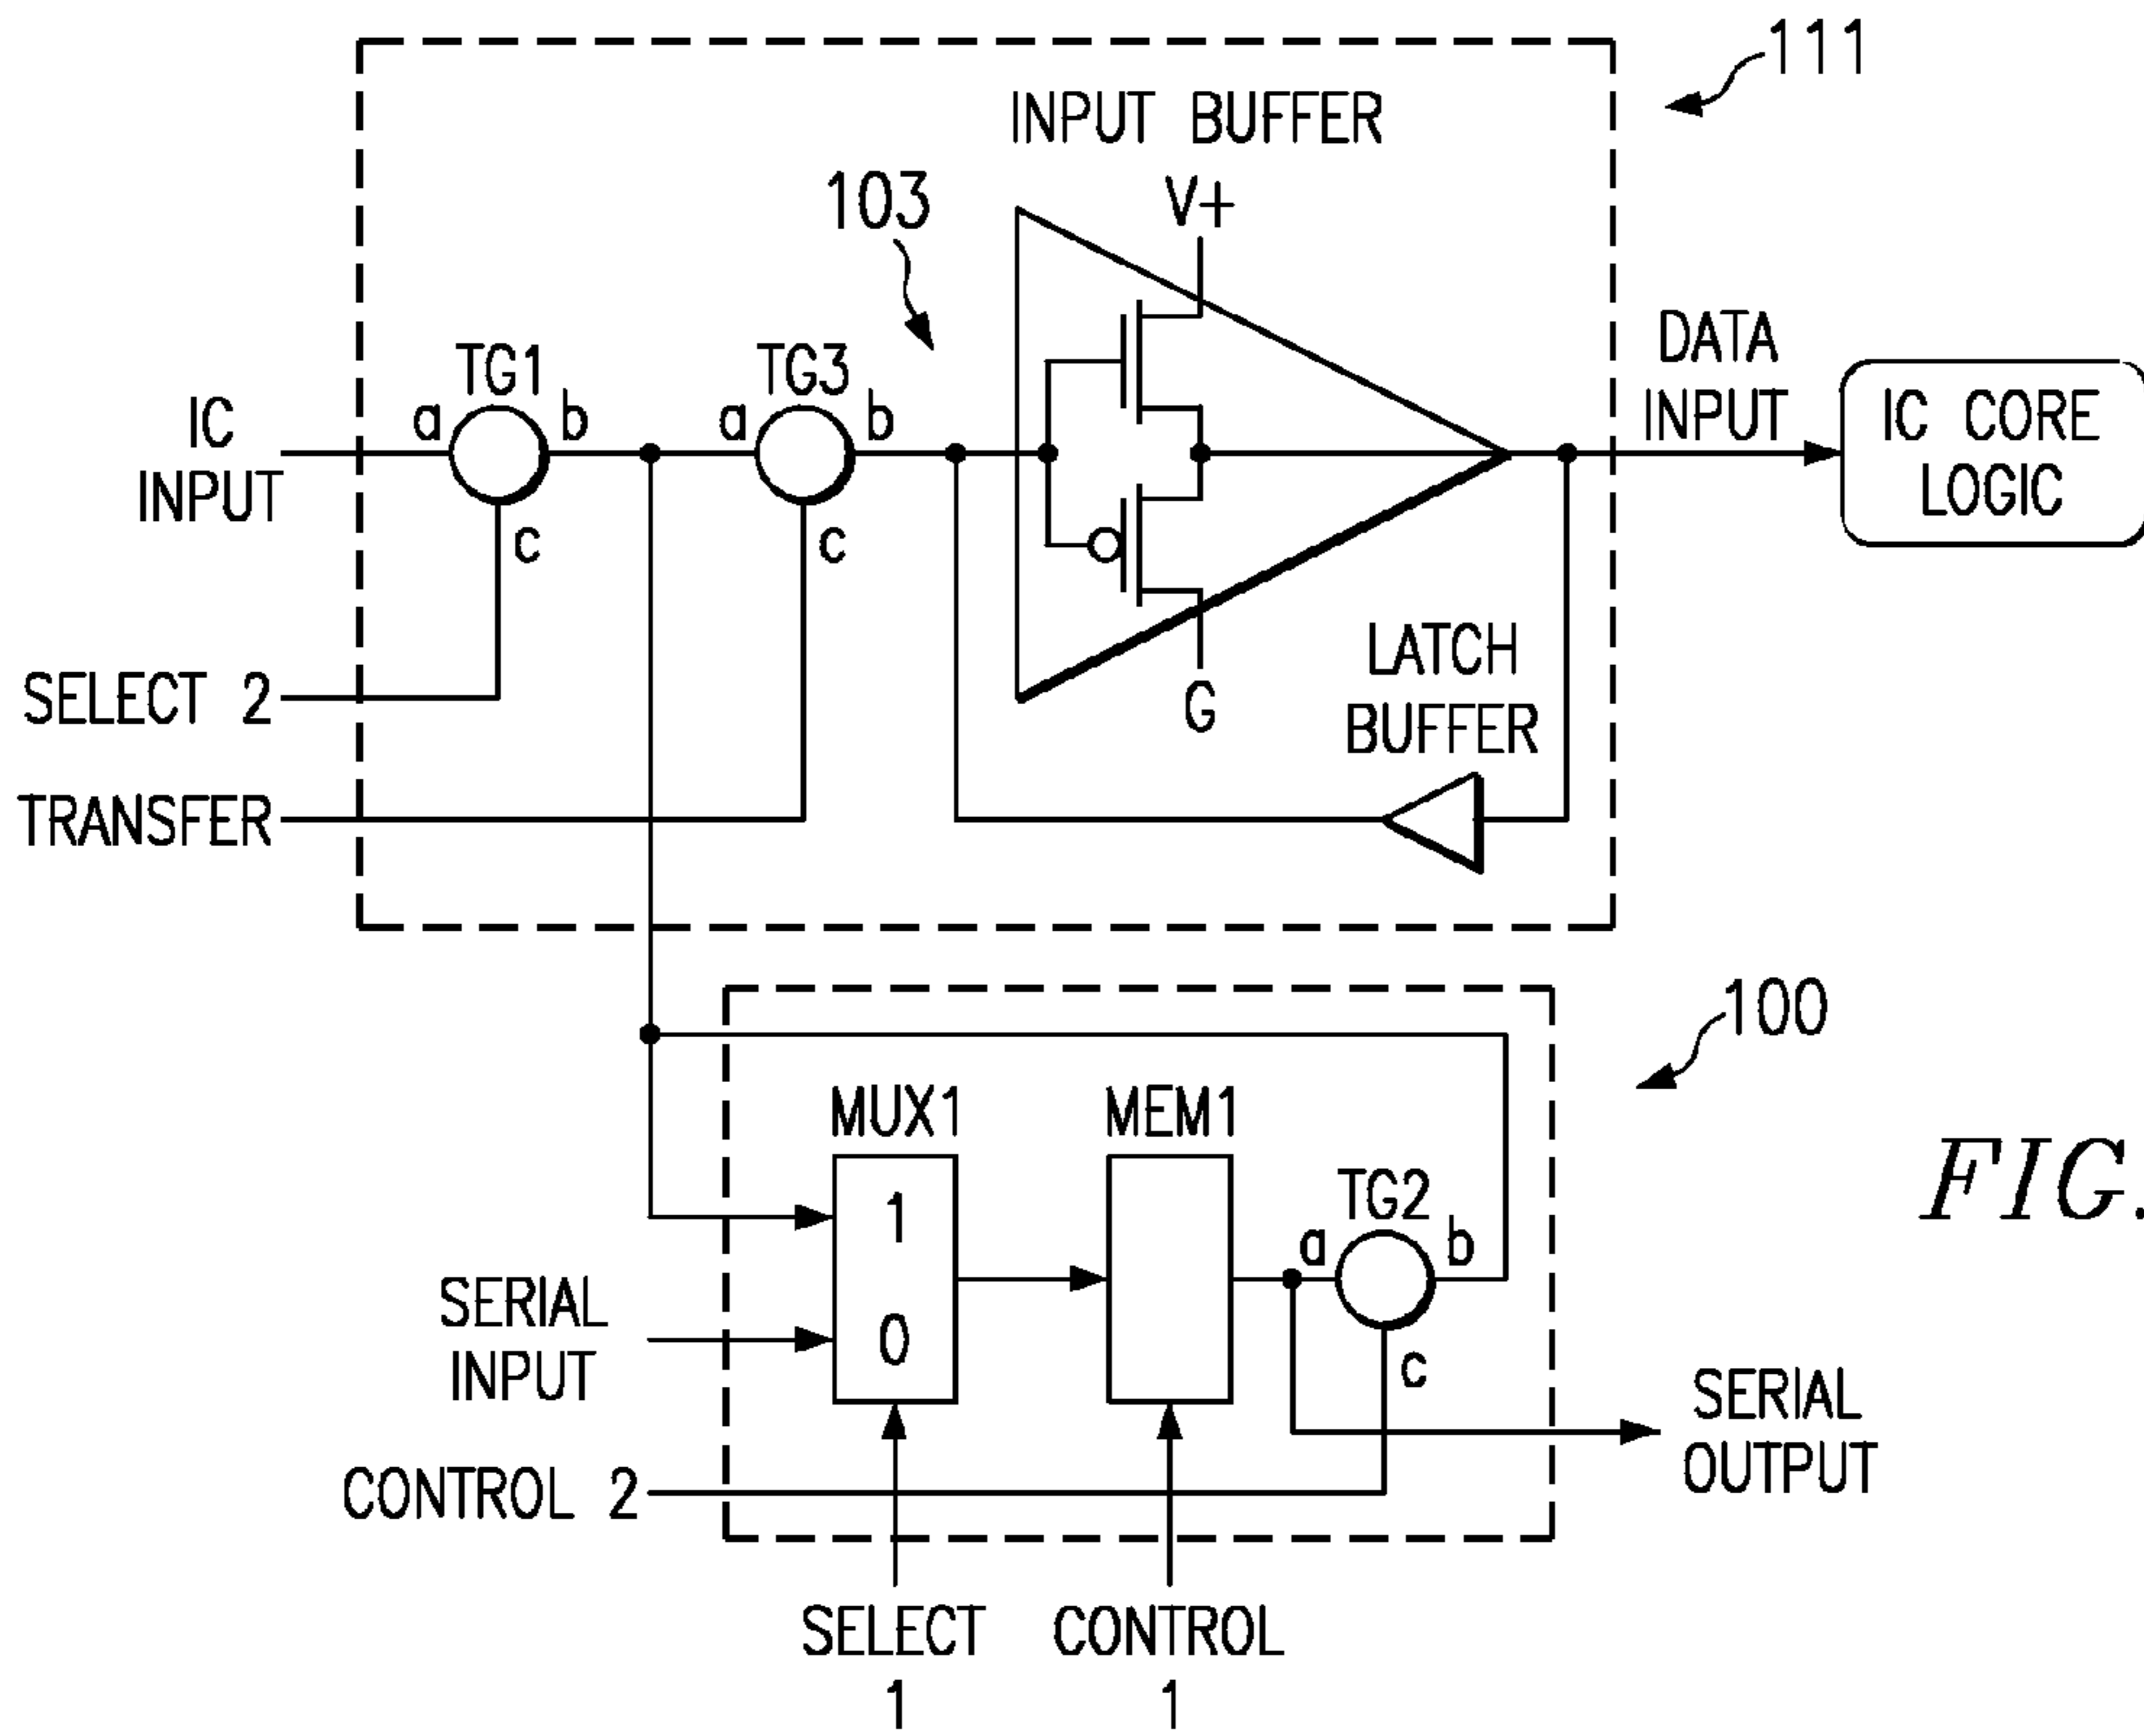 111
INPUT BUFFER
V+
103
TG1
TG3
DATA
INPUT
IC CORE
LOGIC
IC
INPUT
a
b
a
b
c
c
SELECT 2
G
LATCH
BUFFER
TRANSFER
100
MUX1
MEM1
FIG.
1
TG2
a
b
SERIAL
INPUT
0
c
SERIAL
OUTPUT
CONTROL 2
SELECT
1
CONTROL
1